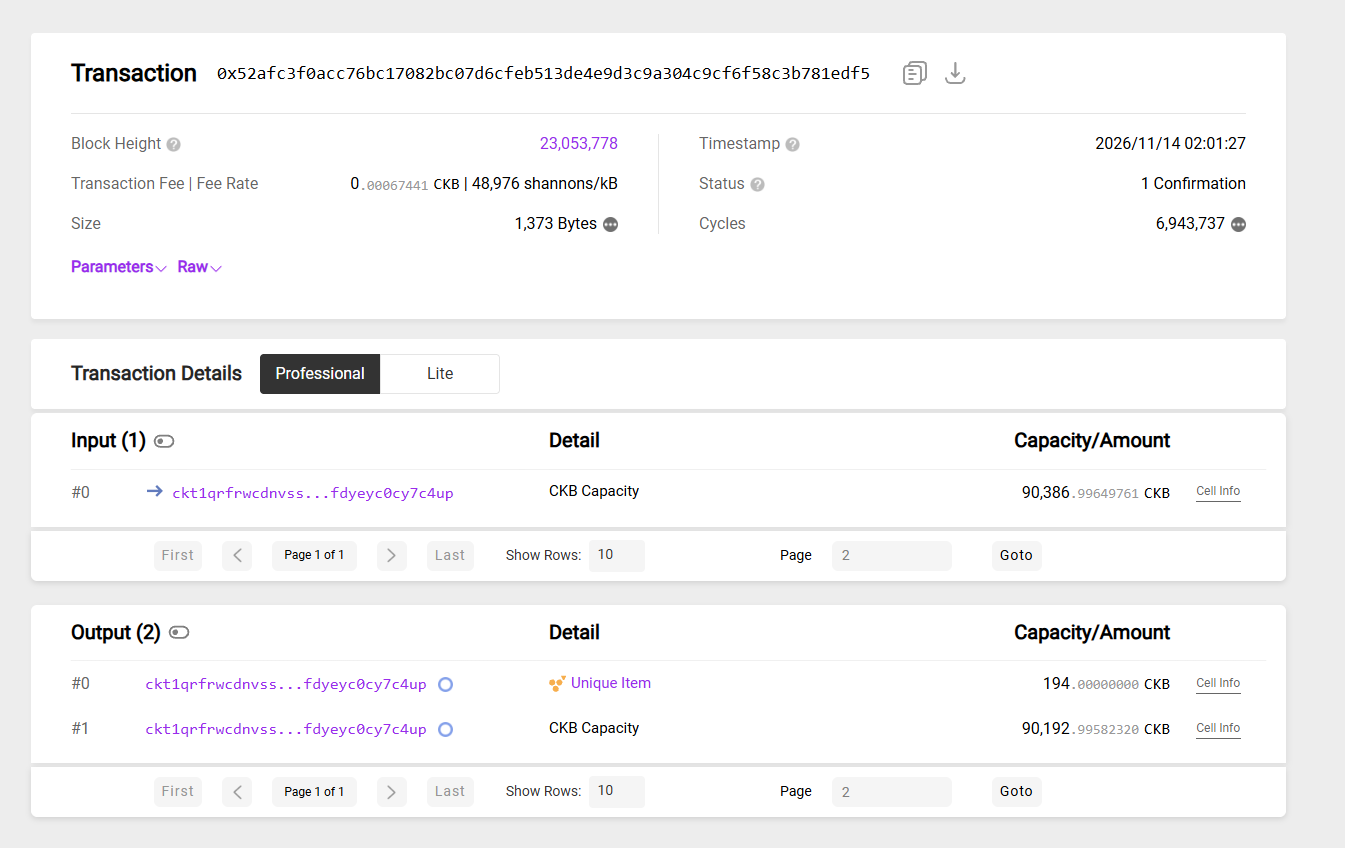 Transaction 0x52afc3f0acc76bc17082bc07d6cfeb513de4e9d3c9a304c9cf6f58c3b781edf5
Block Height ? 23,053,778 Timestamp ? 2026/11/14 02:01:27
Transaction Fee | Fee Rate 0.00067441 CKB | 48,976 shannons/kB Status ? 1 Confirmation
Size 1,373 Bytes Cycles 6,943,737
Parameters Raw
Transaction Details Professional Lite
Input (1) Detail Capacity/Amount
#0 ckt1qrfrwcdnvss...fdyeyc0cy7c4up CKB Capacity 90,386.99649761 CKB Cell Info
First < Page 1 of 1 > Last Show Rows: 10 Page 2 Goto
Output (2) Detail Capacity/Amount
#0 ckt1qrfrwcdnvss...fdyeyc0cy7c4up Unique Item 194.00000000 CKB Cell Info
#1 ckt1qrfrwcdnvss...fdyeyc0cy7c4up CKB Capacity 90,192.99582320 CKB Cell Info
First < Page 1 of 1 > Last Show Rows: 10 Page 2 Goto